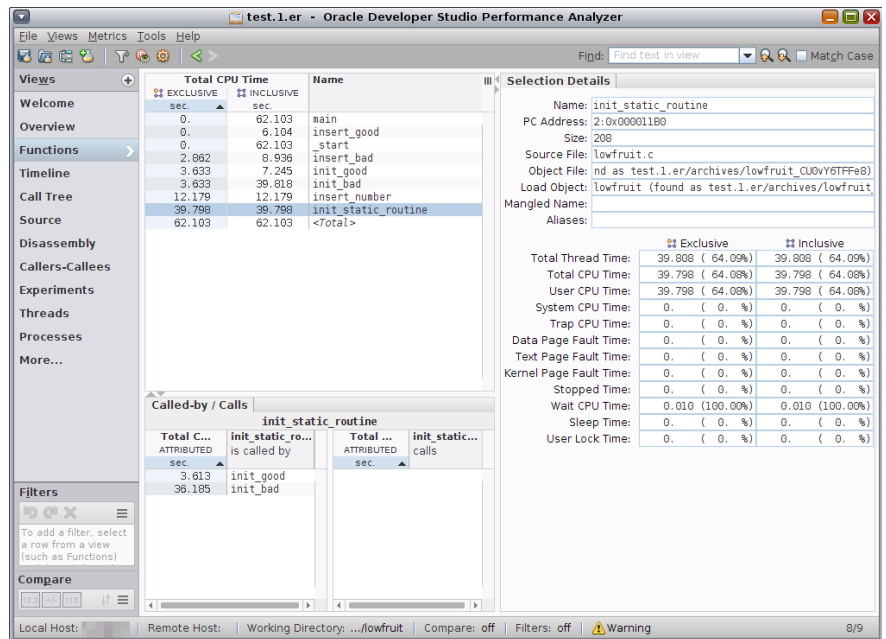 test.1.er - Oracle Developer Studio Performance Analyzer
File Views Metrics Tools Help
Find: Find text in view Match Case
Views
Welcome
Overview
Functions
Timeline
Call Tree
Source
Disassembly
Callers-Callees
Experiments
Threads
Processes
More...
Filters
To add a filter, select
a row from a view
(such as Functions)
Compare
Total CPU Time Name
EXCLUSIVE INCLUSIVE
sec. sec.
0. 62.103 main
0. 6.104 insert_good
0. 62.103 _start
2.862 8.936 insert_bad
3.633 7.245 init_good
3.633 39.818 init_bad
12.179 12.179 insert_number
39.798 39.798 init_static_routine
62.103 62.103 <Total>
Called-by / Calls
init_static_routine
Total C... init_static_ro... Total ... init_static...
ATTRIBUTED is called by ATTRIBUTED calls
sec. sec.
3.613 init_good
36.185 init_bad
Selection Details
Name: init_static_routine
PC Address: 2:0x000011B0
Size: 208
Source File: lowfruit.c
Object File: nd as test.1.er/archives/lowfruit_CU0vY6TFFe8)
Load Object: lowfruit (found as test.1.er/archives/lowfruit_
Mangled Name:
Aliases:
Exclusive Inclusive
Total Thread Time: 39.808 ( 64.09%) 39.808 ( 64.09%)
Total CPU Time: 39.798 ( 64.08%) 39.798 ( 64.08%)
User CPU Time: 39.798 ( 64.08%) 39.798 ( 64.08%)
System CPU Time: 0. ( 0. %) 0. ( 0. %)
Trap CPU Time: 0. ( 0. %) 0. ( 0. %)
Data Page Fault Time: 0. ( 0. %) 0. ( 0. %)
Text Page Fault Time: 0. ( 0. %) 0. ( 0. %)
Kernel Page Fault Time: 0. ( 0. %) 0. ( 0. %)
Stopped Time: 0. ( 0. %) 0. ( 0. %)
Wait CPU Time: 0.010 (100.00%) 0.010 (100.00%)
Sleep Time: 0. ( 0. %) 0. ( 0. %)
User Lock Time: 0. ( 0. %) 0. ( 0. %)
Local Host: Remote Host: Working Directory: .../lowfruit Compare: off Filters: off Warning 8/9